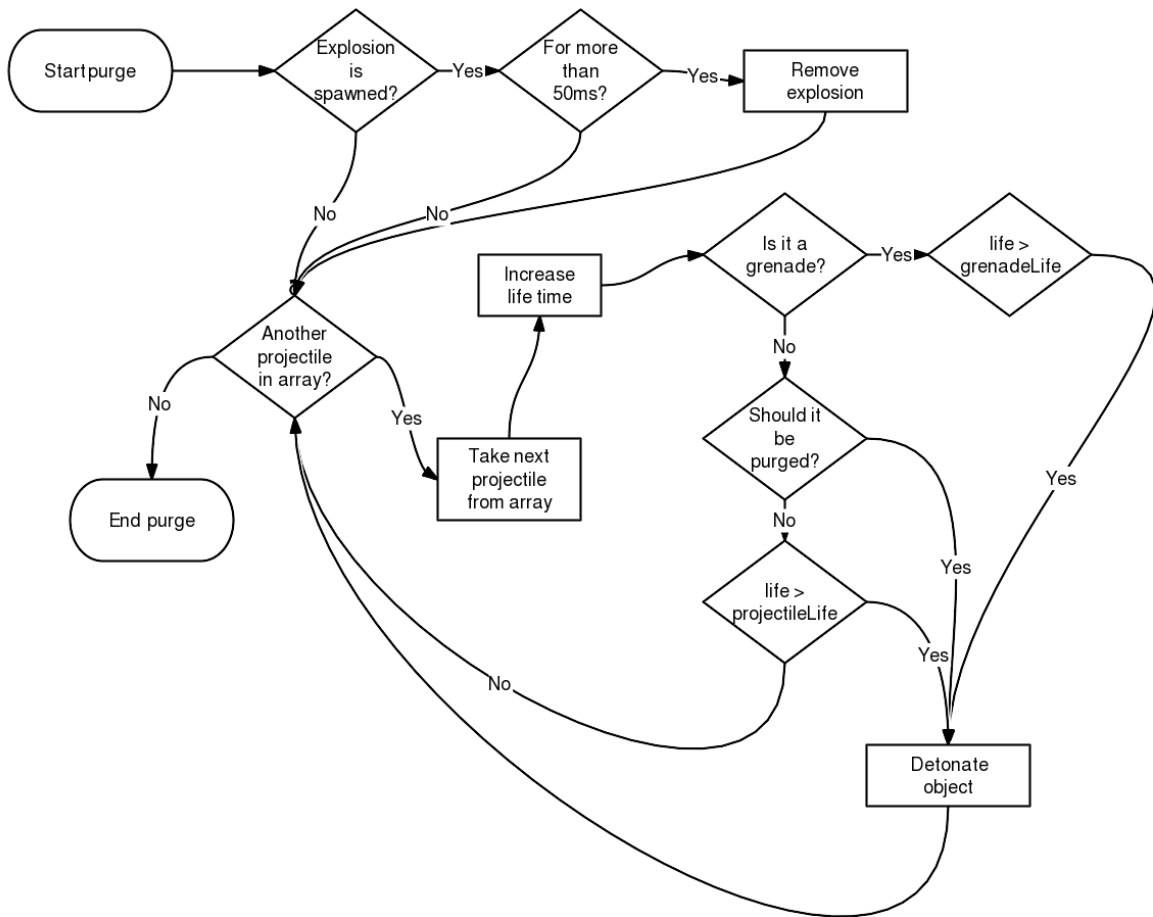 Start purge
Explosion
is
spawned?
Yes
For more
than
50ms?
Yes
Remove
explosion
No
No
Is it a
grenade?
Yes
life >
grenadeLife
Increase
life time
Another
projectile
in array?
No
Yes
No
Should it
be
purged?
Take next
projectile
from array
End purge
Yes
No
Yes
life >
projectileLife
Yes
No
Detonate
object